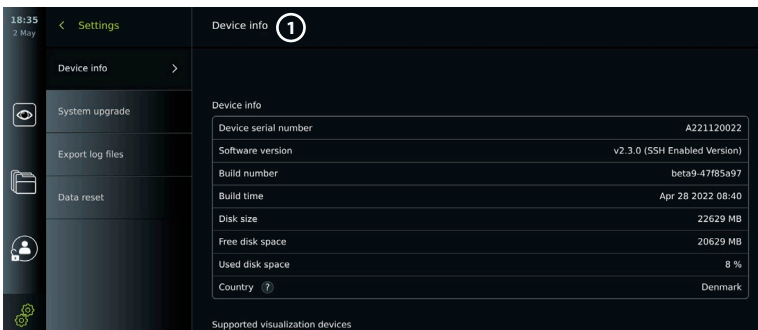 18:35
2 May
Settings
Device info
System upgrade
Export log files
Data reset
Device info 1
Device info
Device serial number A221120022
Software version v2.3.0 (SSH Enabled Version)
Build number beta9-47f85a97
Build time Apr 28 2022 08:40
Disk size 22629 MB
Free disk space 20629 MB
Used disk space 8 %
Country ? Denmark
Supported visualization devices